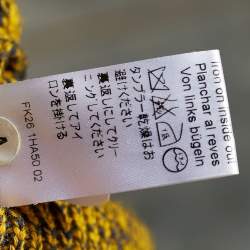 Iron on inside out
Planchar al reves
Von links bügeln
タンブラー乾燥はお
避けください
裏返しにしてクリー
ニングしてください
裏返してアイ
ロンを掛ける
FK26 1HA50 02